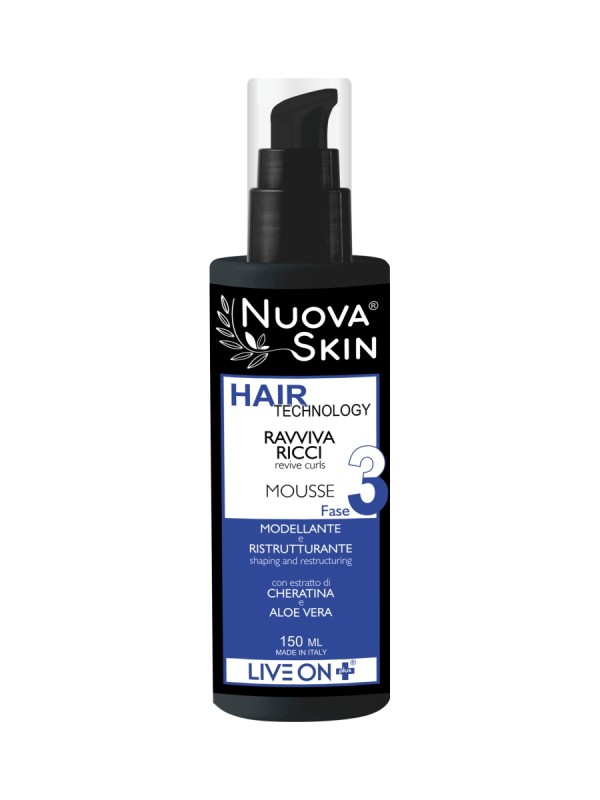 NUOVA®
SKIN
HAIR
TECHNOLOGY
RAVVIVA
RICCI
revive curls
MOUSSE
Fase 3
MODELLANTE
e
RISTRUTTURANTE
shaping and restructuring
con estratto di
CHERATINA
e
ALOE VERA
150 ML
MADE IN ITALY
LIVE ON plus®